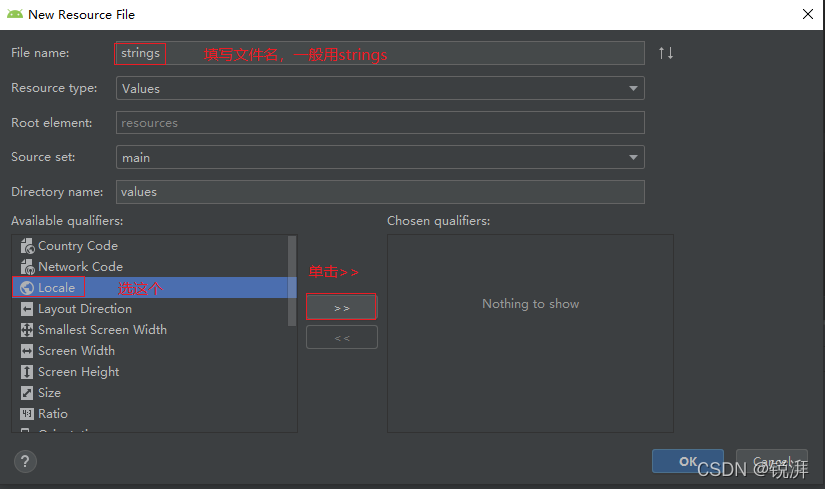 New Resource File
File name: strings 填写文件名，一般用strings
Resource type: Values
Root element: resources
Source set: main
Directory name: values
Available qualifiers: Chosen qualifiers:
Country Code
Network Code
单击>>
Locale 选这个
>>
Nothing to show
Layout Direction
Smallest Screen Width
<<
Screen Width
Screen Height
Size
Ratio
?
OK
Cancel
CSDN @锐湃